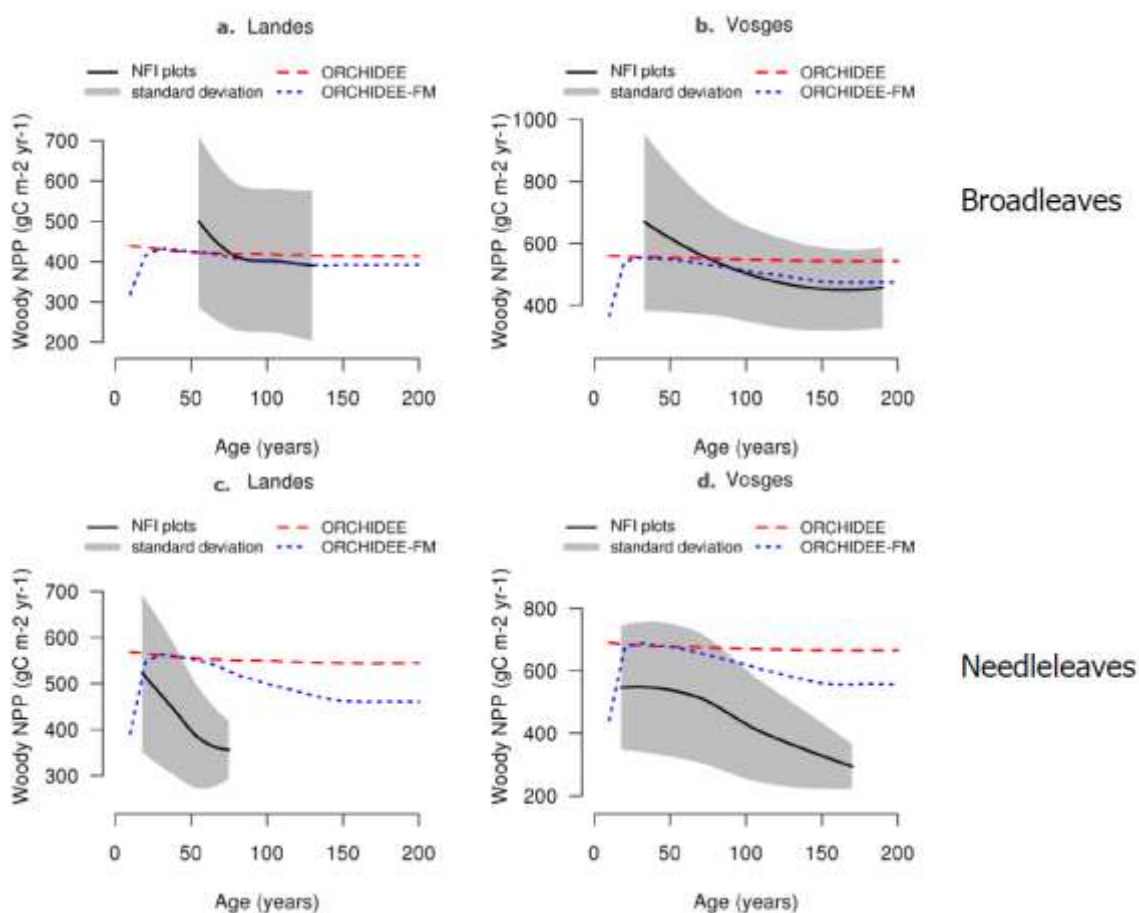 a. Landes
NFI plots
standard deviation
ORCHIDEE
ORCHIDEE-FM
Woody NPP (gC m-2 yr-1)
700
600
500
400
300
200
0 50 100 150 200
Age (years)
b. Vosges
NFI plots
standard deviation
ORCHIDEE
ORCHIDEE-FM
Woody NPP (gC m-2 yr-1)
1000
800
600
400
0 50 100 150 200
Age (years)
Broadleaves
c. Landes
NFI plots
standard deviation
ORCHIDEE
ORCHIDEE-FM
Woody NPP (gC m-2 yr-1)
700
600
500
400
300
0 50 100 150 200
Age (years)
d. Vosges
NFI plots
standard deviation
ORCHIDEE
ORCHIDEE-FM
Woody NPP (gC m-2 yr-1)
800
600
400
200
0 50 100 150 200
Age (years)
Needleleaves